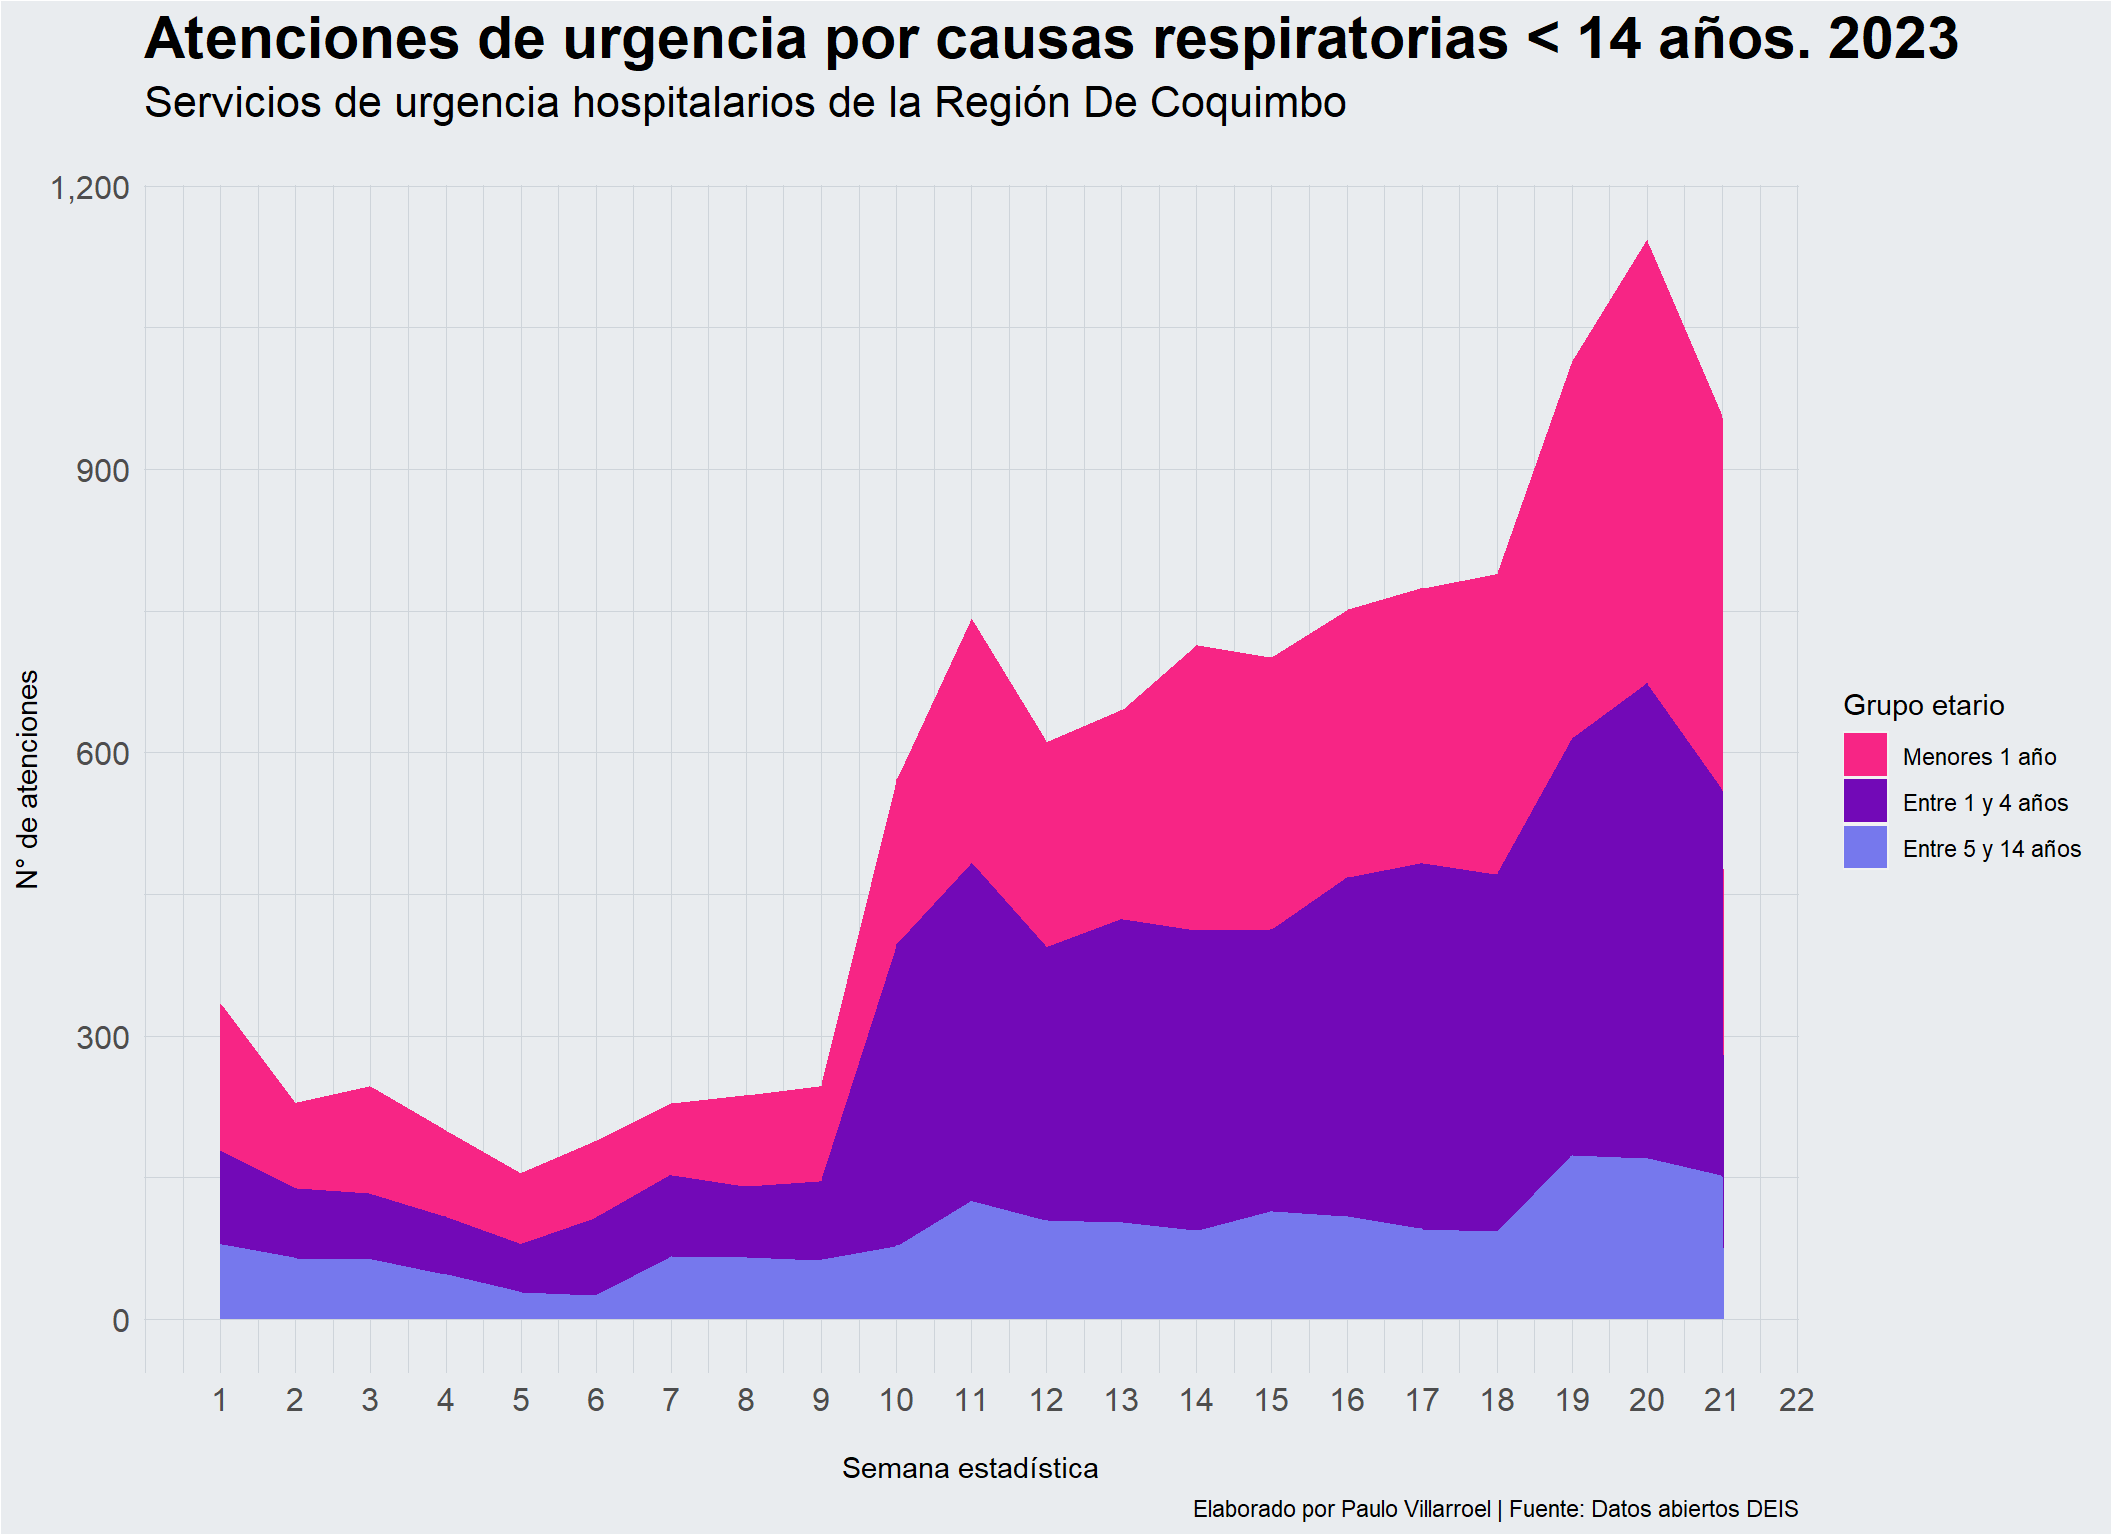 Atenciones de urgencia por causas respiratorias < 14 años. 2023
Servicios de urgencia hospitalarios de la Región De Coquimbo
1,200
900
600
300
0
N° de atenciones
1 2 3 4 5 6 7 8 9 10 11 12 13 14 15 16 17 18 19 20 21 22
Semana estadística
Grupo etario
Menores 1 año
Entre 1 y 4 años
Entre 5 y 14 años
Elaborado por Paulo Villarroel | Fuente: Datos abiertos DEIS